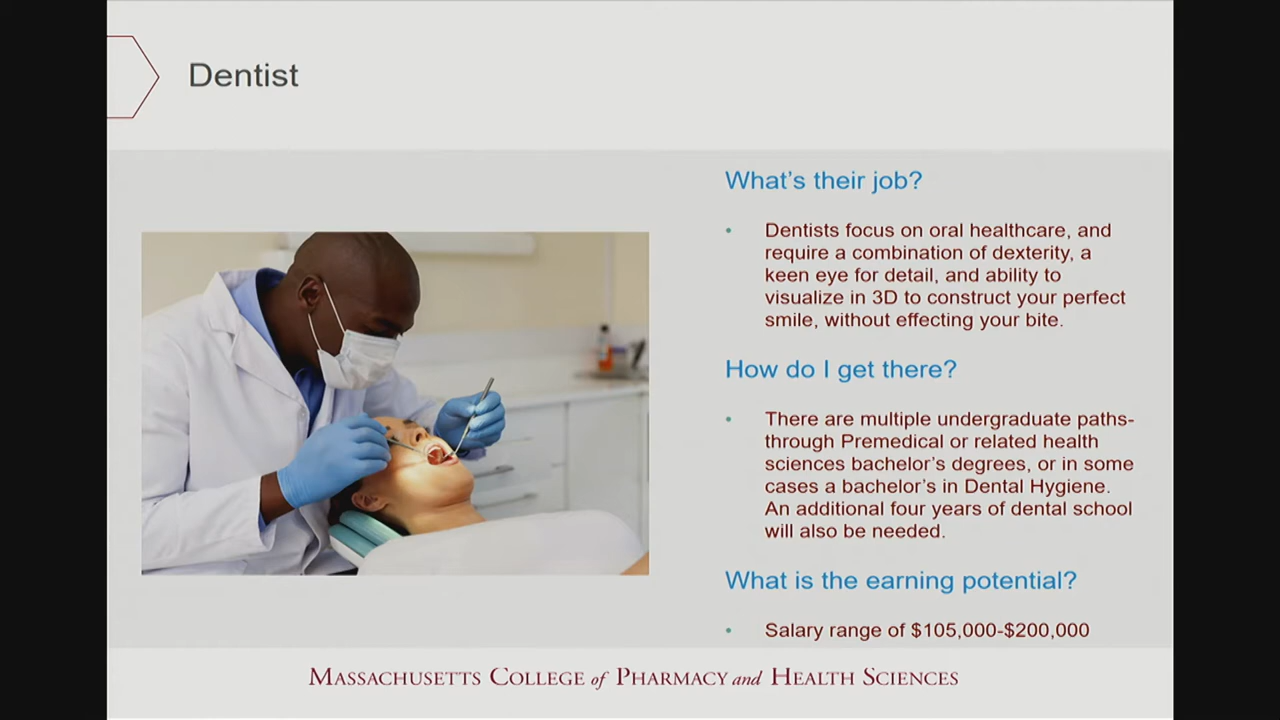 Dentist
What's their job?
• Dentists focus on oral healthcare, and
require a combination of dexterity, a
keen eye for detail, and ability to
visualize in 3D to construct your perfect
smile, without effecting your bite.
How do I get there?
• There are multiple undergraduate paths-
through Premedical or related health
sciences bachelor's degrees, or in some
cases a bachelor's in Dental Hygiene.
An additional four years of dental school
will also be needed.
What is the earning potential?
• Salary range of $105,000-$200,000
MASSACHUSETTS COLLEGE of PHARMACY and HEALTH SCIENCES